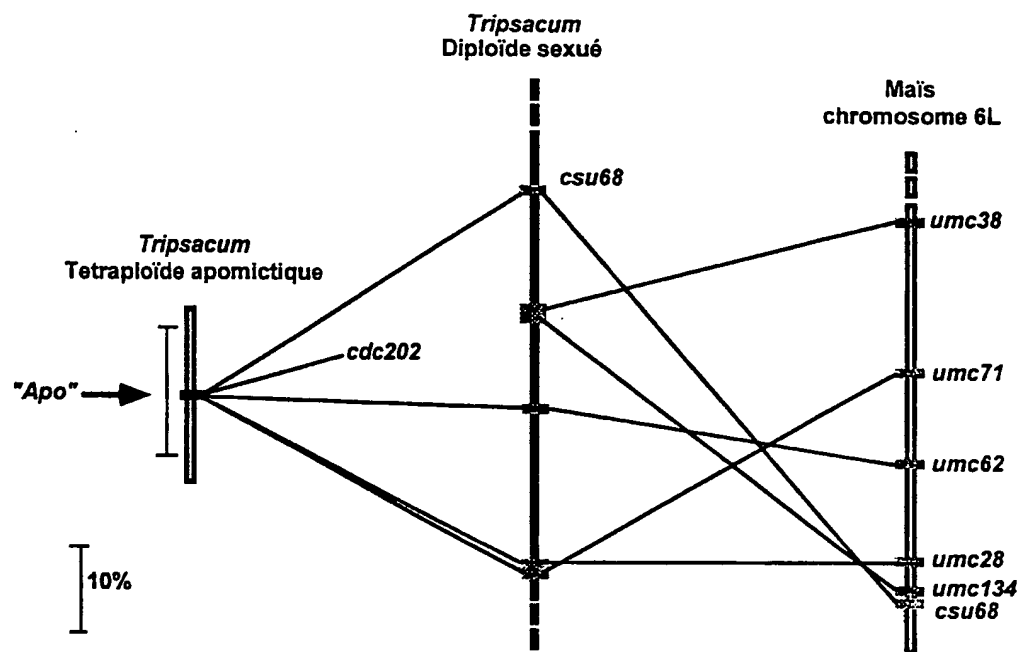 Tripsacum
Diploïde sexué
Maïs
chromosome 6L
csu68
umc38
Tripsacum
Tetraploïde apomictique
cdc202
"Apo"
umc71
umc62
umc28
10%
umc134
csu68